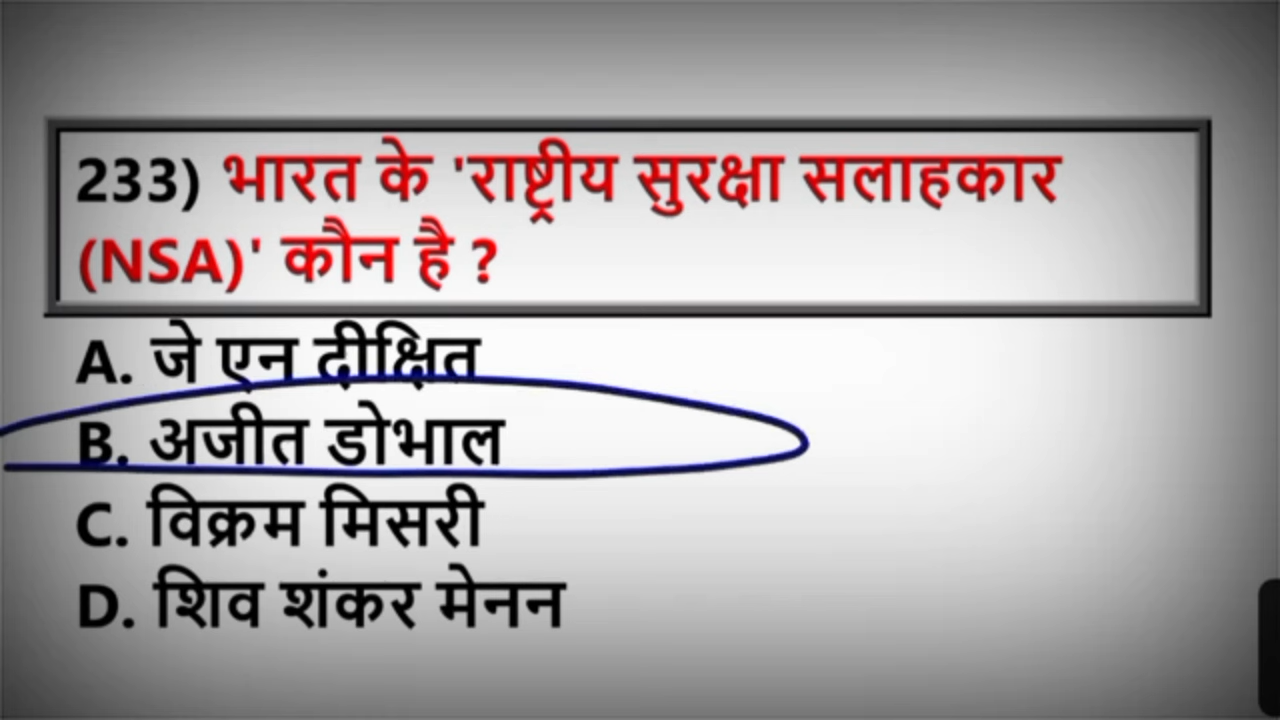 233) भारत के 'राष्ट्रीय सुरक्षा सलाहकार
(NSA)' कौन है ?
A. जे एन दीक्षित
B. अजीत डोभाल
C. विक्रम मिसरी
D. शिव शंकर मेनन